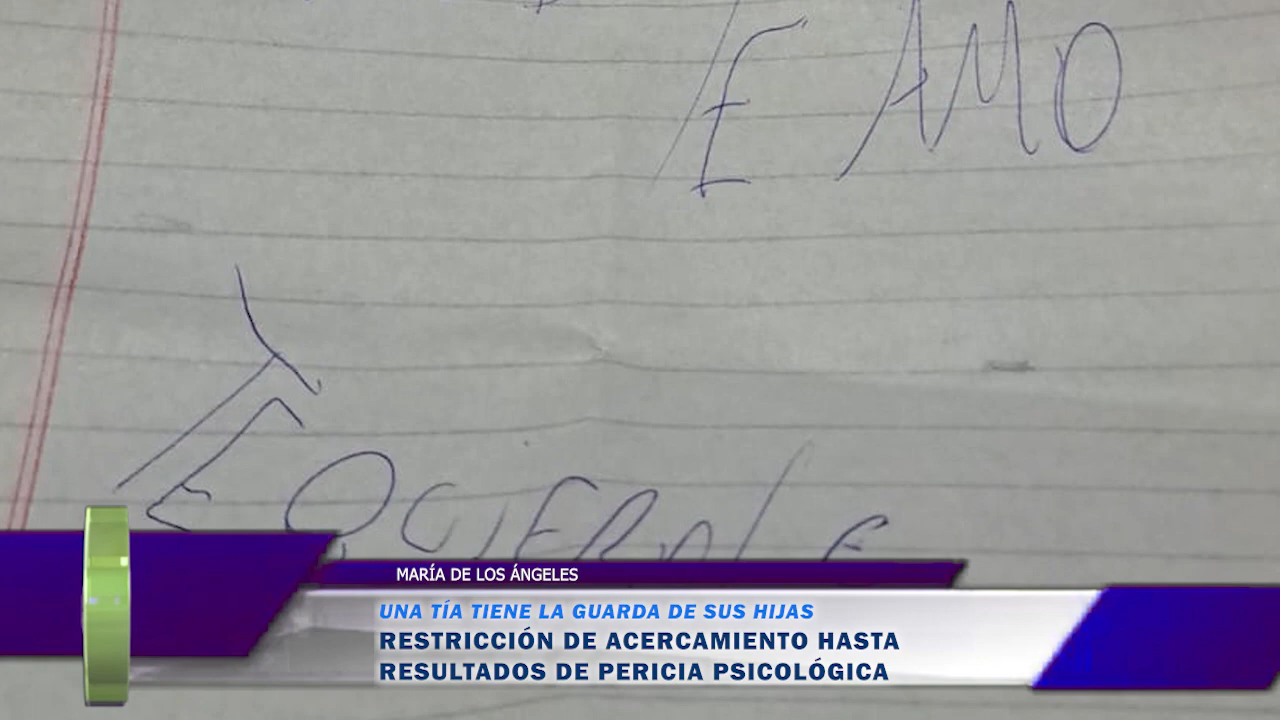 TE AMO
TE QUIERO
MARÍA DE LOS ÁNGELES
UNA TÍA TIENE LA GUARDA DE SUS HIJAS
RESTRICCIÓN DE ACERCAMIENTO HASTA
RESULTADOS DE PERICIA PSICOLÓGICA